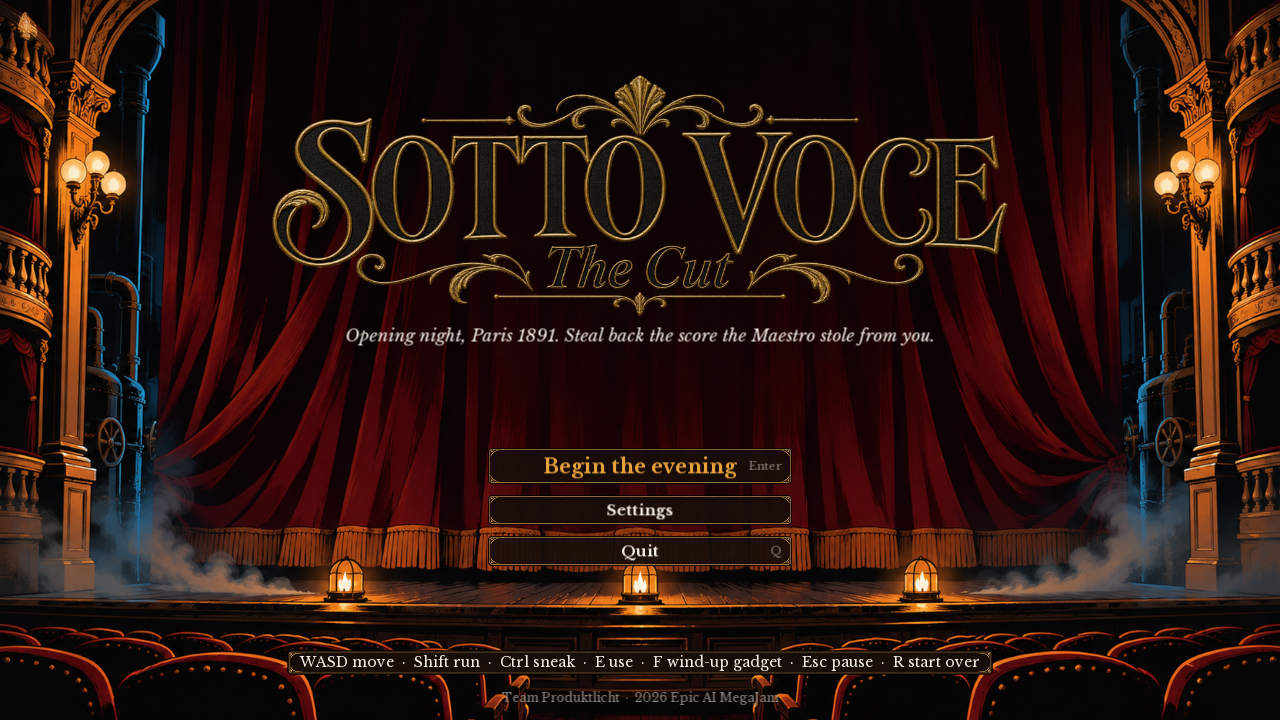 SOTTO VOCE
The Cut
Opening night, Paris 1891. Steal back the score the Maestro stole from you.
Begin the evening Enter
Settings
Quit Q
WASD move · Shift run · Ctrl sneak · E use · F wind-up gadget · Esc pause · R start over
Team Produktlicht · 2026 Epic AI MegaJam